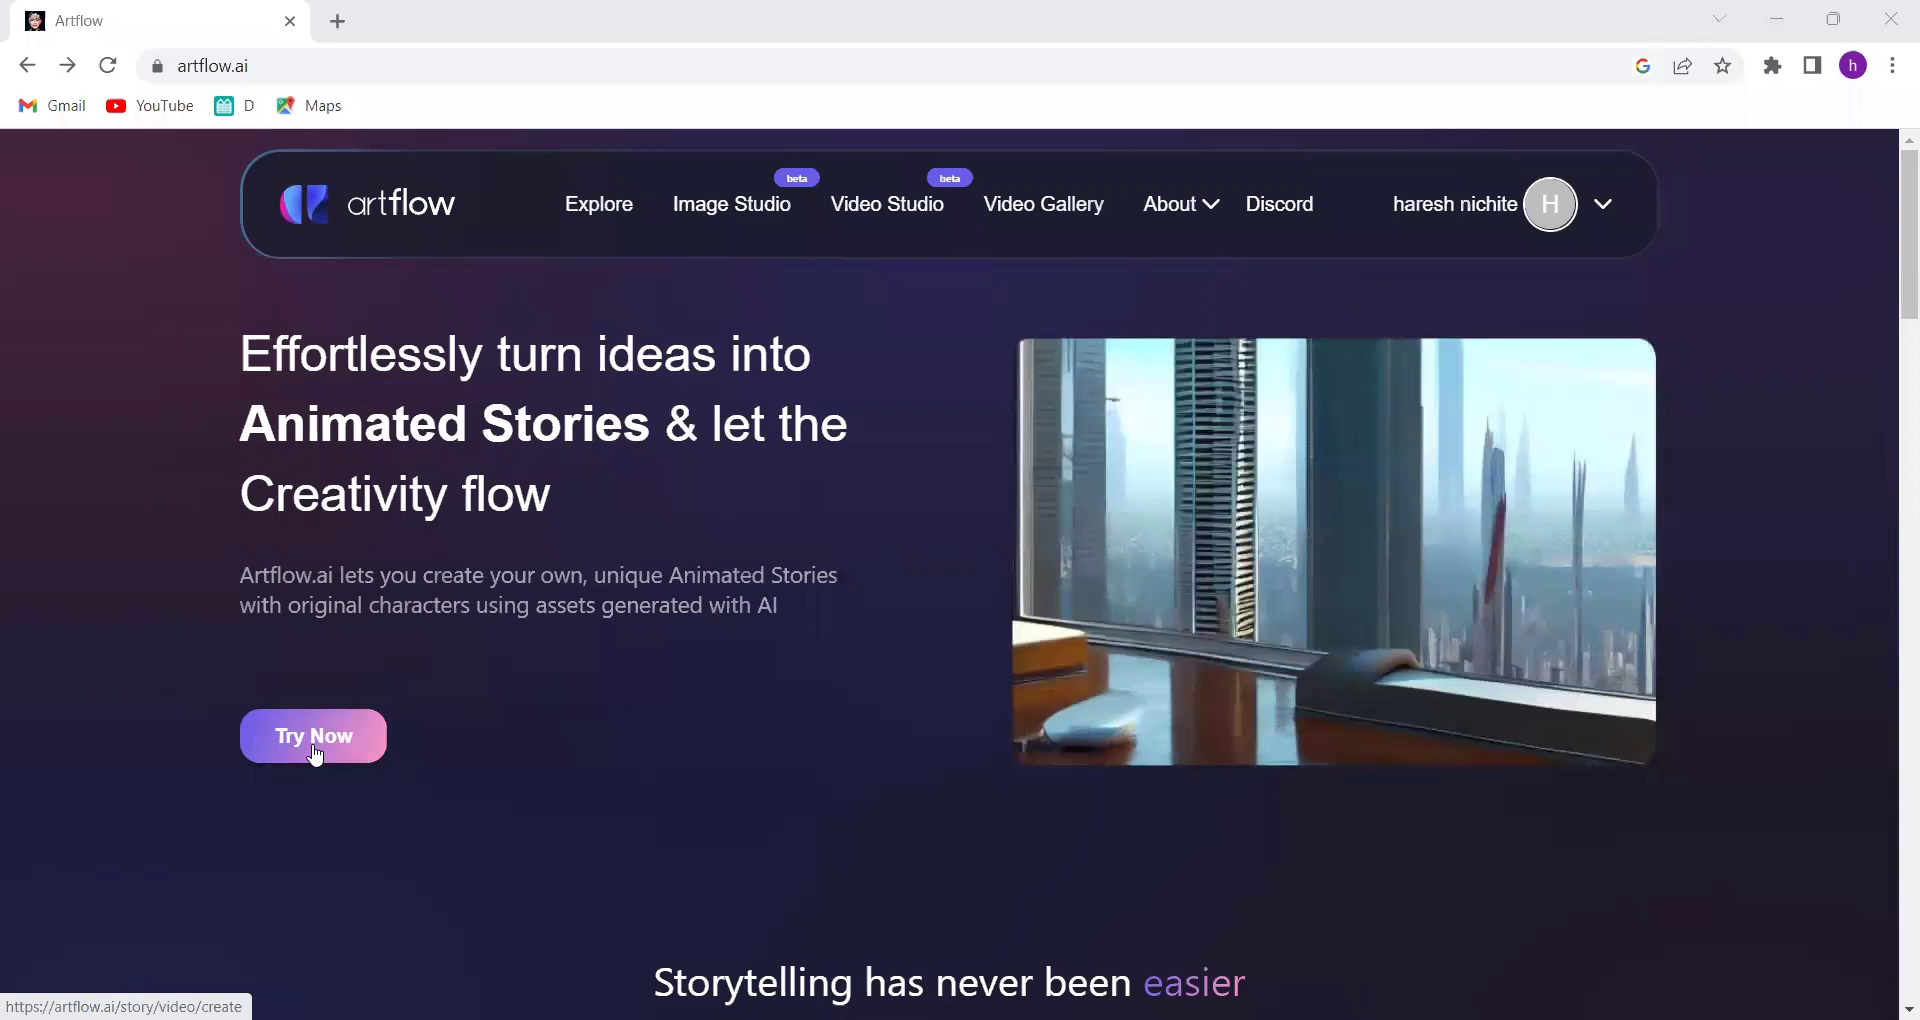 Artflow
artflow.ai
h
Gmail
YouTube
D
Maps
artflow
Explore
beta
Image Studio
beta
Video Studio
Video Gallery
About
Discord
haresh nichite
H
Effortlessly turn ideas into
Animated Stories & let the
Creativity flow
Artflow.ai lets you create your own, unique Animated Stories
with original characters using assets generated with AI
Try Now
Storytelling has never been easier
https://artflow.ai/story/video/create